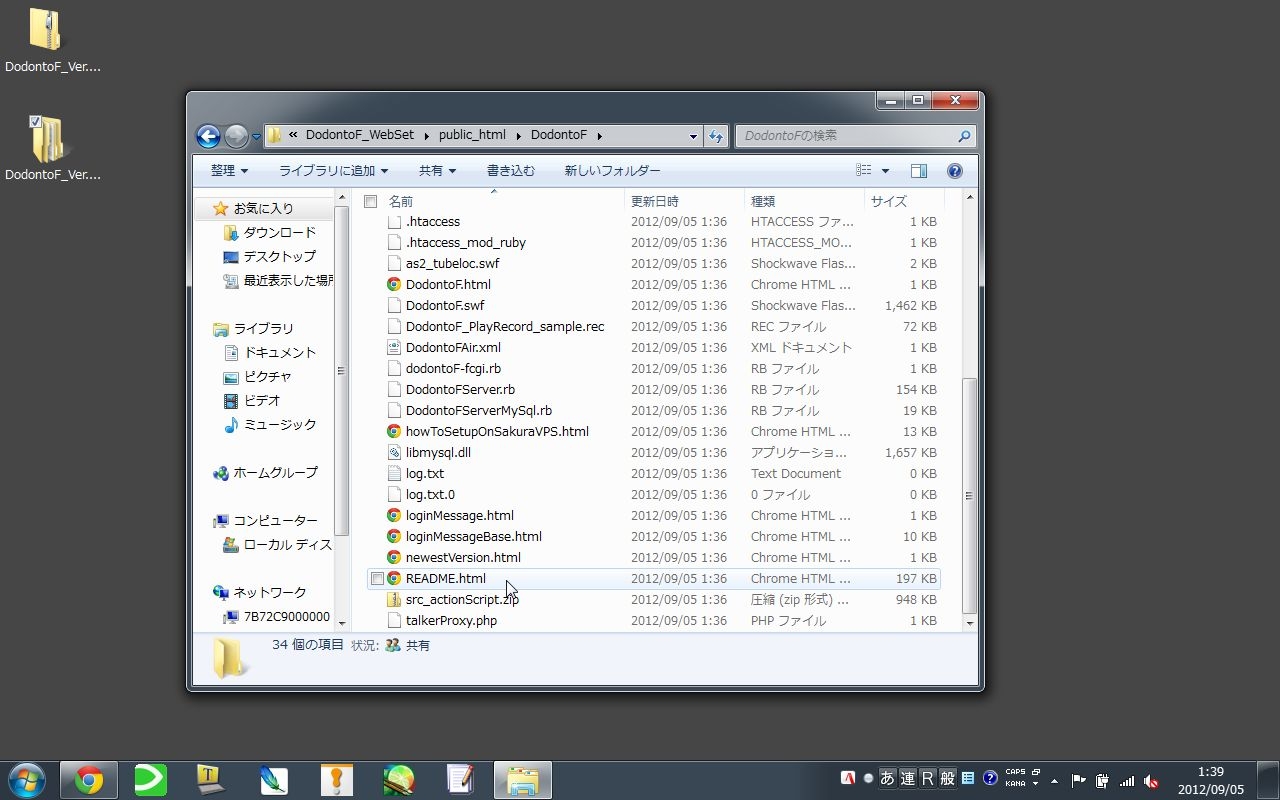 DodontoF_Ver....
DodontoF_Ver....
« DodontoF_WebSet ▸ public_html ▸ DodontoF ▸
DodontoFの検索
整理 ライブラリに追加 共有 書き込む 新しいフォルダー
お気に入り
ダウンロード
デスクトップ
最近表示した場所
ライブラリ
ドキュメント
ピクチャ
ビデオ
ミュージック
ホームグループ
コンピューター
ローカル ディス
ネットワーク
7B72C9000000
名前 更新日時 種類 サイズ
.htaccess 2012/09/05 1:36 HTACCESS ファ... 1 KB
.htaccess_mod_ruby 2012/09/05 1:36 HTACCESS_MO... 1 KB
as2_tubeloc.swf 2012/09/05 1:36 Shockwave Flas... 2 KB
DodontoF.html 2012/09/05 1:36 Chrome HTML ... 1 KB
DodontoF.swf 2012/09/05 1:36 Shockwave Flas... 1,462 KB
DodontoF_PlayRecord_sample.rec 2012/09/05 1:36 REC ファイル 72 KB
DodontoFAir.xml 2012/09/05 1:36 XML ドキュメント 1 KB
dodontoF-fcgi.rb 2012/09/05 1:36 RB ファイル 1 KB
DodontoFServer.rb 2012/09/05 1:36 RB ファイル 154 KB
DodontoFServerMySql.rb 2012/09/05 1:36 RB ファイル 19 KB
howToSetupOnSakuraVPS.html 2012/09/05 1:36 Chrome HTML ... 13 KB
libmysql.dll 2012/09/05 1:36 アプリケーショ... 1,657 KB
log.txt 2012/09/05 1:36 Text Document 0 KB
log.txt.0 2012/09/05 1:36 0 ファイル 0 KB
loginMessage.html 2012/09/05 1:36 Chrome HTML ... 1 KB
loginMessageBase.html 2012/09/05 1:36 Chrome HTML ... 10 KB
newestVersion.html 2012/09/05 1:36 Chrome HTML ... 1 KB
README.html 2012/09/05 1:36 Chrome HTML ... 197 KB
src_actionScript.zip 2012/09/05 1:36 圧縮 (zip 形式) ... 948 KB
talkerProxy.php 2012/09/05 1:36 PHP ファイル 1 KB
34 個の項目 状況: 共有
A あ 連 R 般 CAPS KANA
1:39
2012/09/05